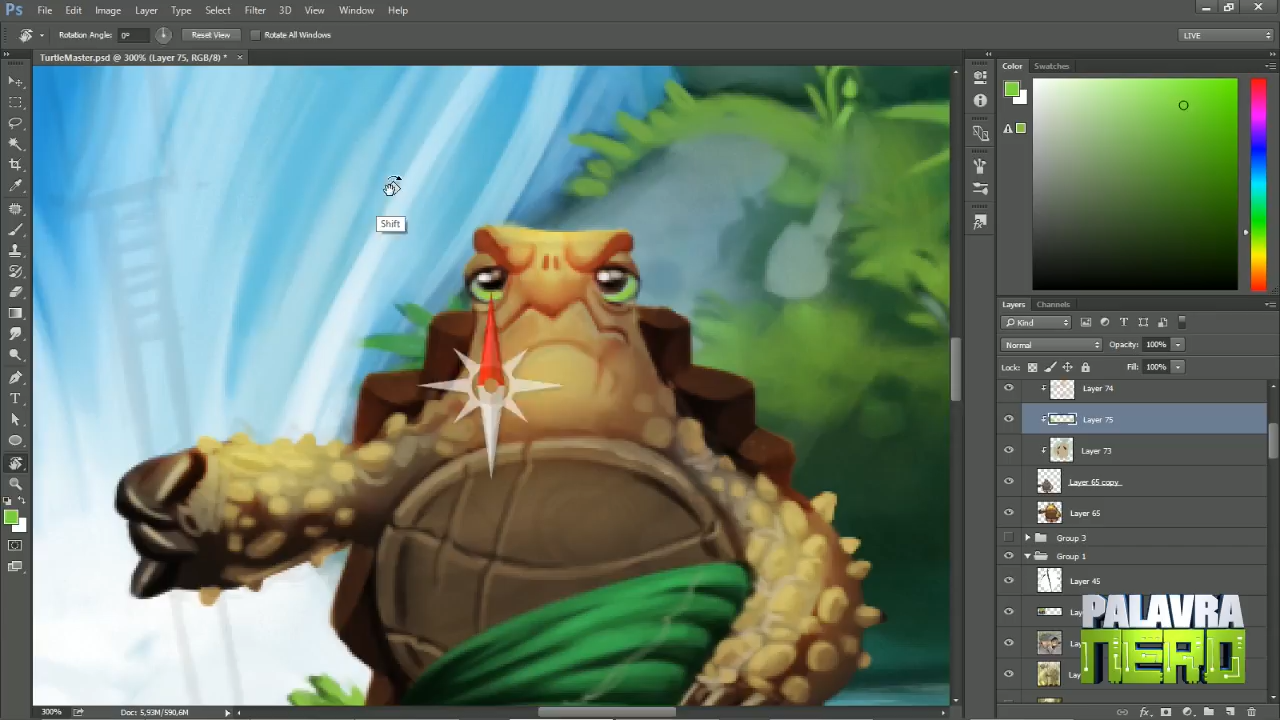 Ps File Edit Image Layer Type Select Filter 3D View Window Help
Rotation Angle: 0° Reset View Rotate All Windows LIVE
TurtleMaster.psd @ 300% (Layer 75, RGB/8) * ×
Color Swatches
Shift
Layers Channels
Kind
Normal Opacity: 100%
Lock: Fill: 100%
Layer 74
Layer 75
Layer 73
Layer 65 copy
Layer 65
Group 3
Group 1
Layer 45
PALAVRA
NERD
300% Doc: 5,93M/590,6M